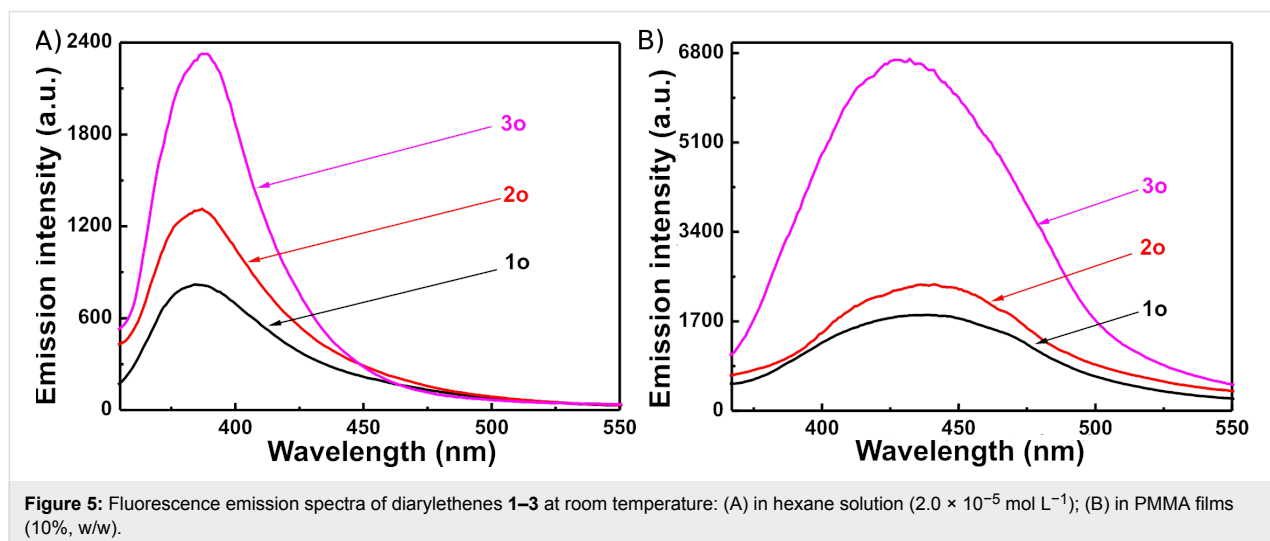 A)
2400
1800
1200
600
0
Emission intensity (a.u.)
3o
2o
1o
400
450
500
550
Wavelength (nm)
B)
6800
5100
3400
1700
0
Emission intensity (a.u.)
3o
2o
1o
400
450
500
550
Wavelength (nm)
Figure 5: Fluorescence emission spectra of diarylethenes 1–3 at room temperature: (A) in hexane solution (2.0 × 10⁻⁵ mol L⁻¹); (B) in PMMA films
(10%, w/w).